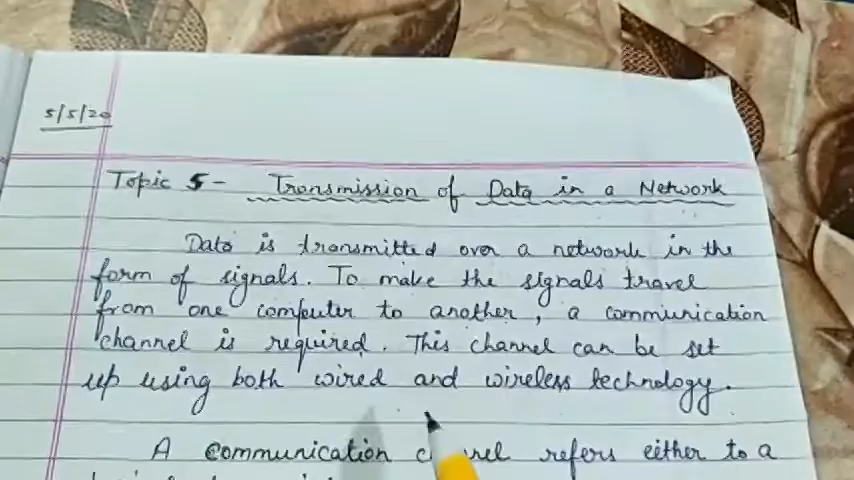 5/5/20
Topic 5- Transmission of Data in a Network
Data is transmitted over a network in the
form of signals. To make the signals travel
from one computer to another, a communication
channel is required. This channel can be set
up using both wired and wireless technology.
A communication refers either to a